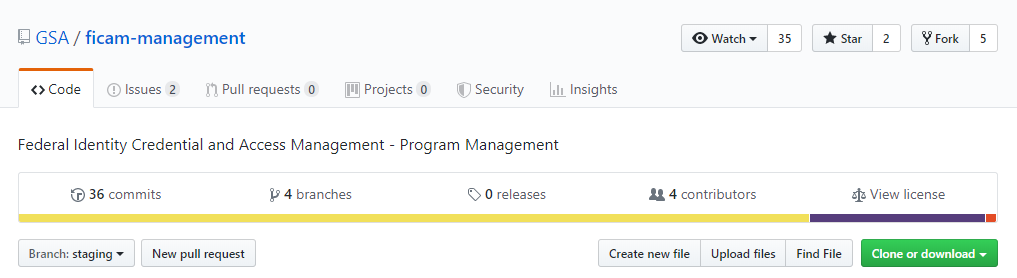 GSA / ficam-management Watch 35 Star 2 Fork 5
Code Issues 2 Pull requests 0 Projects 0 Security Insights
Federal Identity Credential and Access Management - Program Management
36 commits 4 branches 0 releases 4 contributors View license
Branch: staging New pull request Create new file Upload files Find File Clone or download